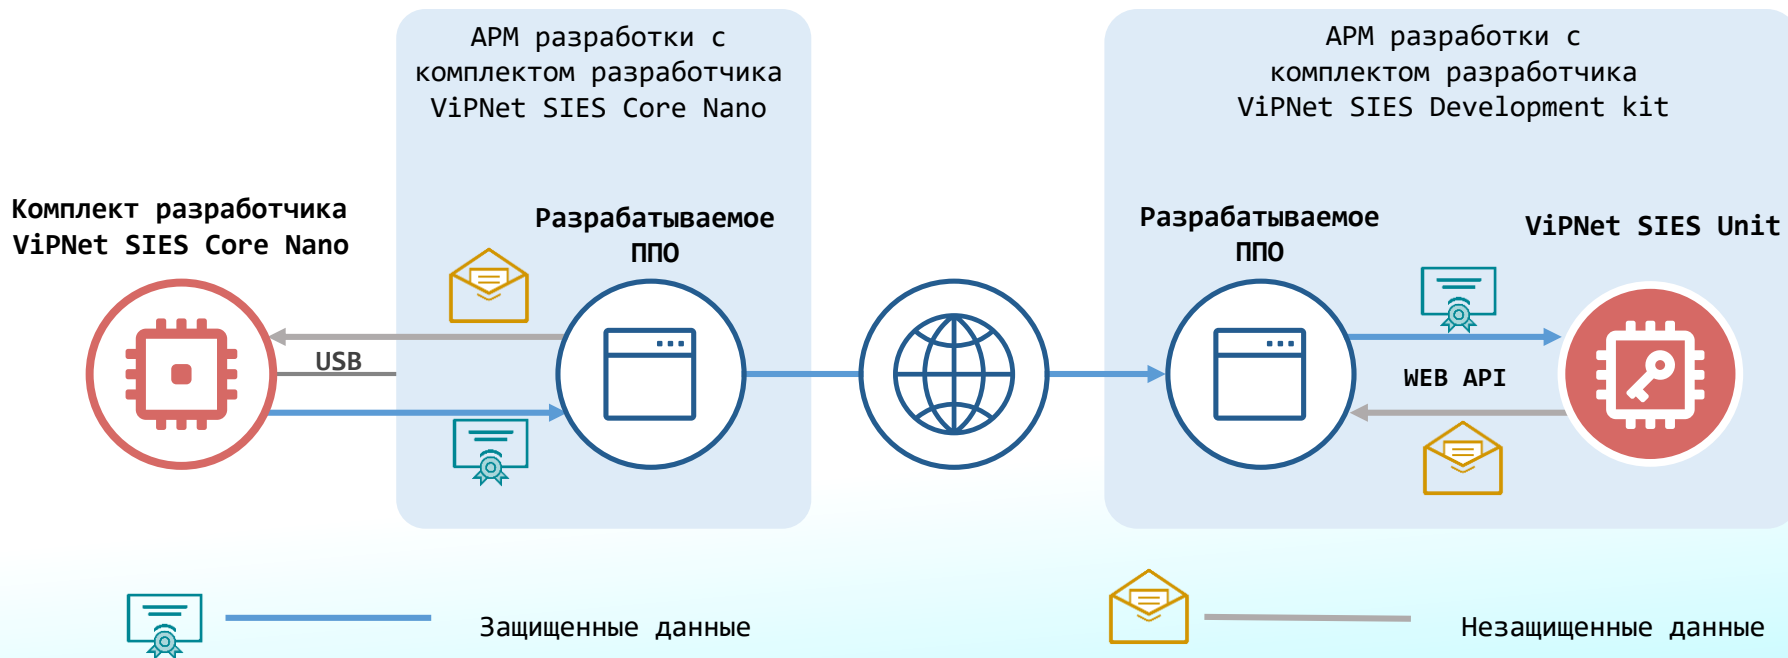 АРМ разработки с
комплектом разработчика
ViPNet SIES Core Nano
АРМ разработки с
комплектом разработчика
ViPNet SIES Development kit
Комплект разработчика
ViPNet SIES Core Nano
Разрабатываемое
ППО
Разрабатываемое
ППО
ViPNet SIES Unit
USB
WEB API
Защищенные данные
Незащищенные данные